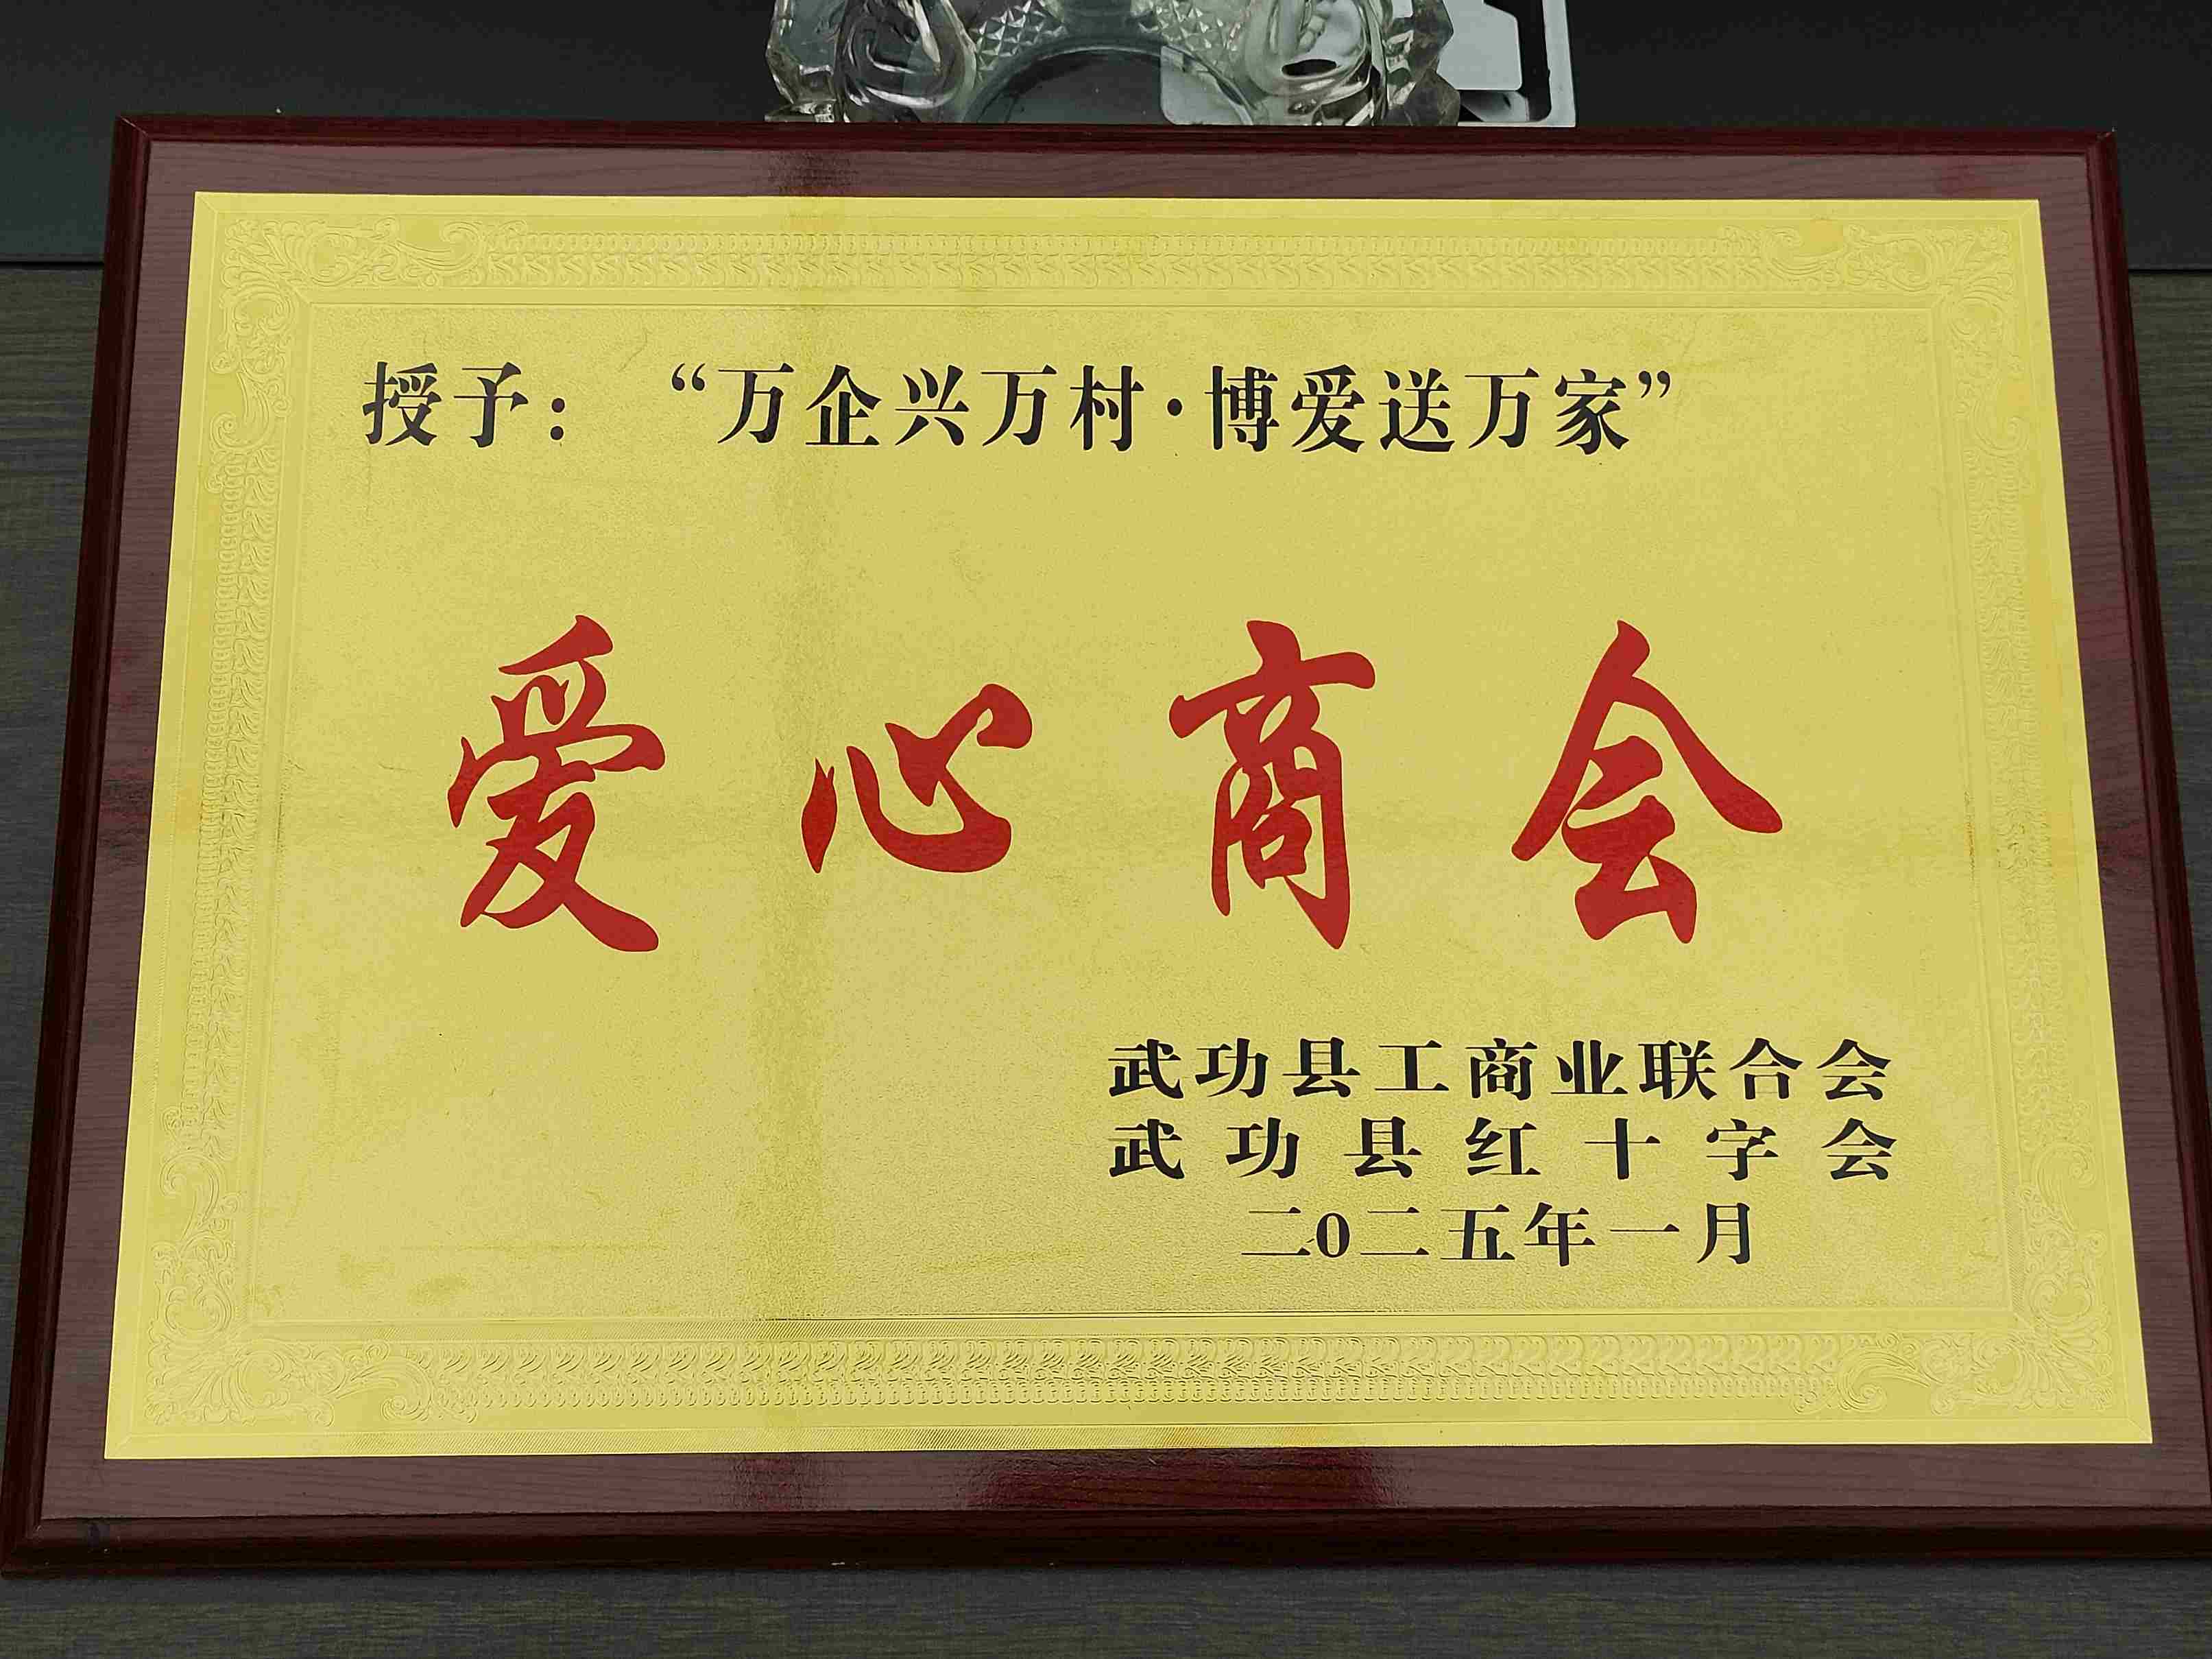 授予：“万企兴万村·博爱送万家”
爱心商会
武功县工商业联合会
武功县红十字会
二0二五年一月